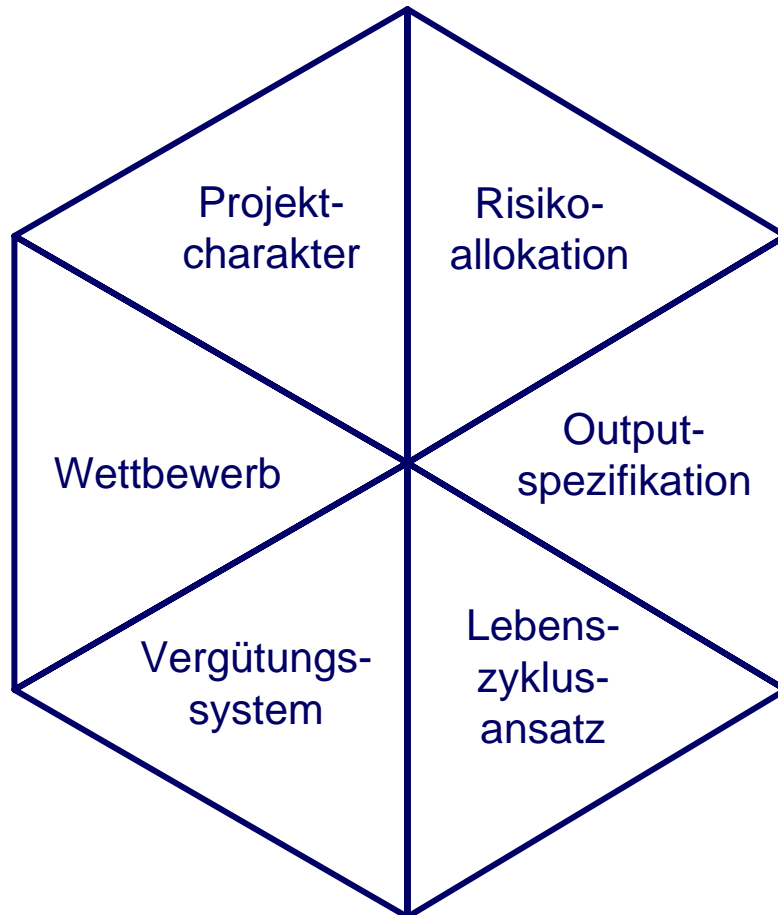 Projekt-
charakter
Risiko-
allokation
Wettbewerb
Output-
spezifikation
Vergütungs-
system
Lebens-
zyklus-
ansatz